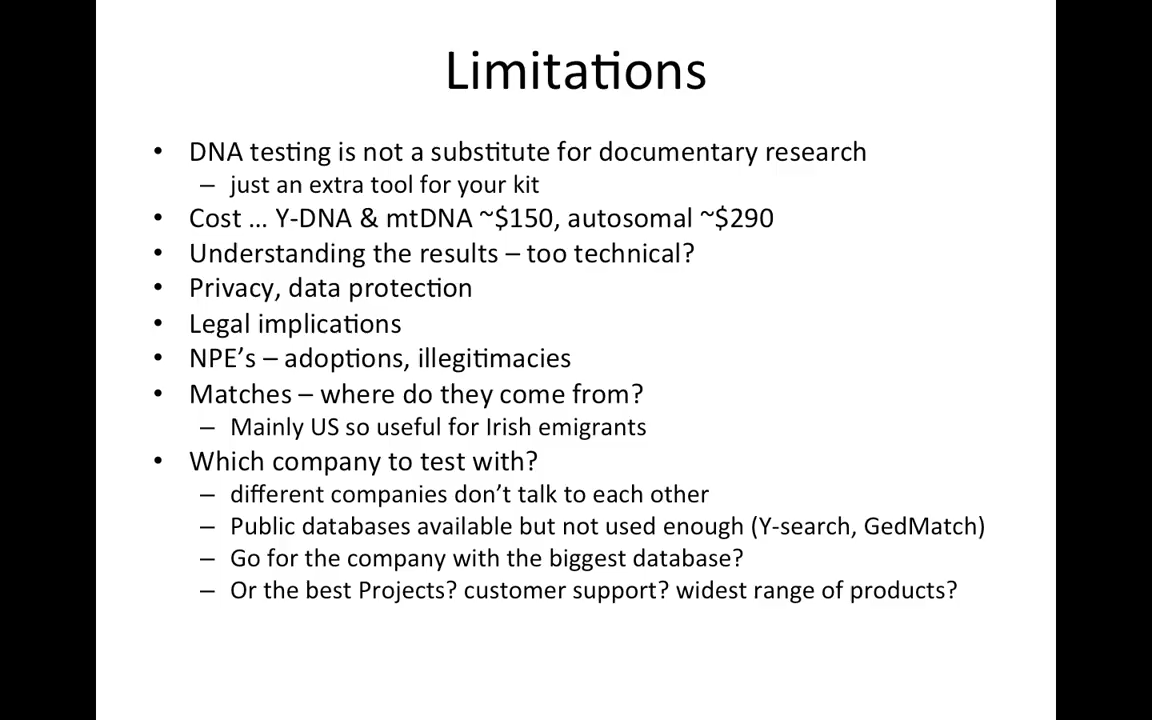 Limitations
• DNA testing is not a substitute for documentary research
– just an extra tool for your kit
• Cost … Y-DNA & mtDNA ~$150, autosomal ~$290
• Understanding the results – too technical?
• Privacy, data protection
• Legal implications
• NPE’s – adoptions, illegitimacies
• Matches – where do they come from?
– Mainly US so useful for Irish emigrants
• Which company to test with?
– different companies don’t talk to each other
– Public databases available but not used enough (Y-search, GedMatch)
– Go for the company with the biggest database?
– Or the best Projects? customer support? widest range of products?